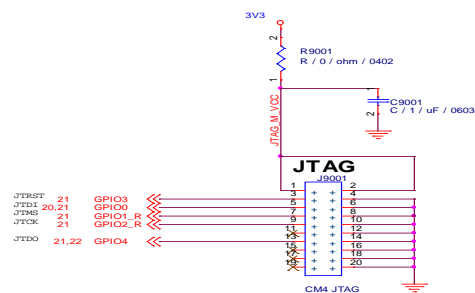 3V3
2
R9001
R / 0 / ohm / 0402
1
JTAG_M_VCC
1
C9001
C / 1 / uF / 0603
2
JTAG
J9001
1 2
JTRST 21 GPIO3 3 4
JTDI 20,21 GPIO0 5 6
JTMS 21 GPIO1_R 7 8
JTCK 21 GPIO2_R 9 10
11 12
JTDO 21,22 GPIO4 13 14
15 16
17 18
19 20
CM4 JTAG